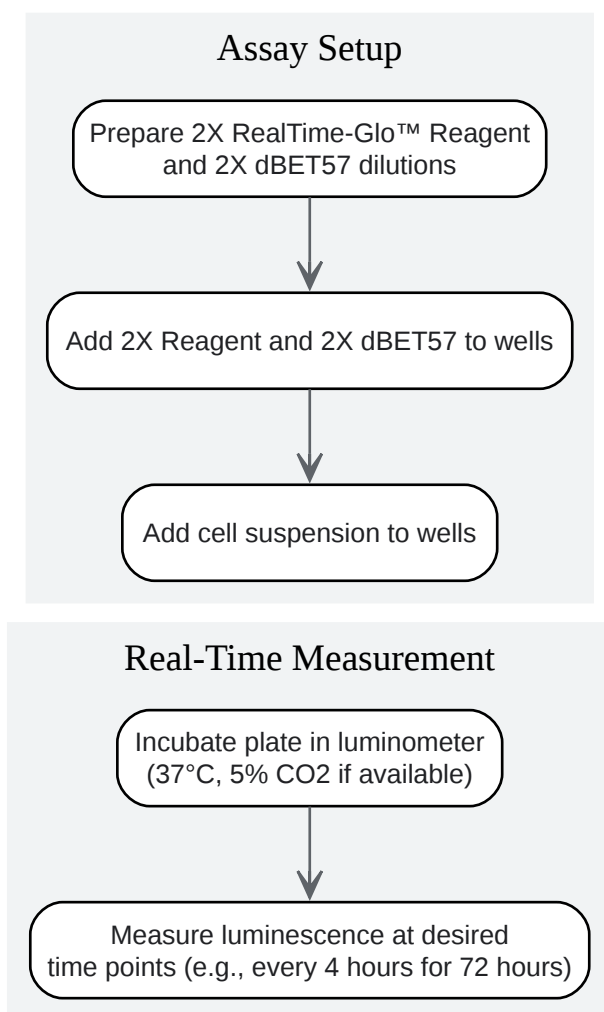 Assay Setup
Prepare 2X RealTime-Glo™ Reagent
and 2X dBET57 dilutions
Add 2X Reagent and 2X dBET57 to wells
Add cell suspension to wells
Real-Time Measurement
Incubate plate in luminometer
(37°C, 5% CO2 if available)
Measure luminescence at desired
time points (e.g., every 4 hours for 72 hours)